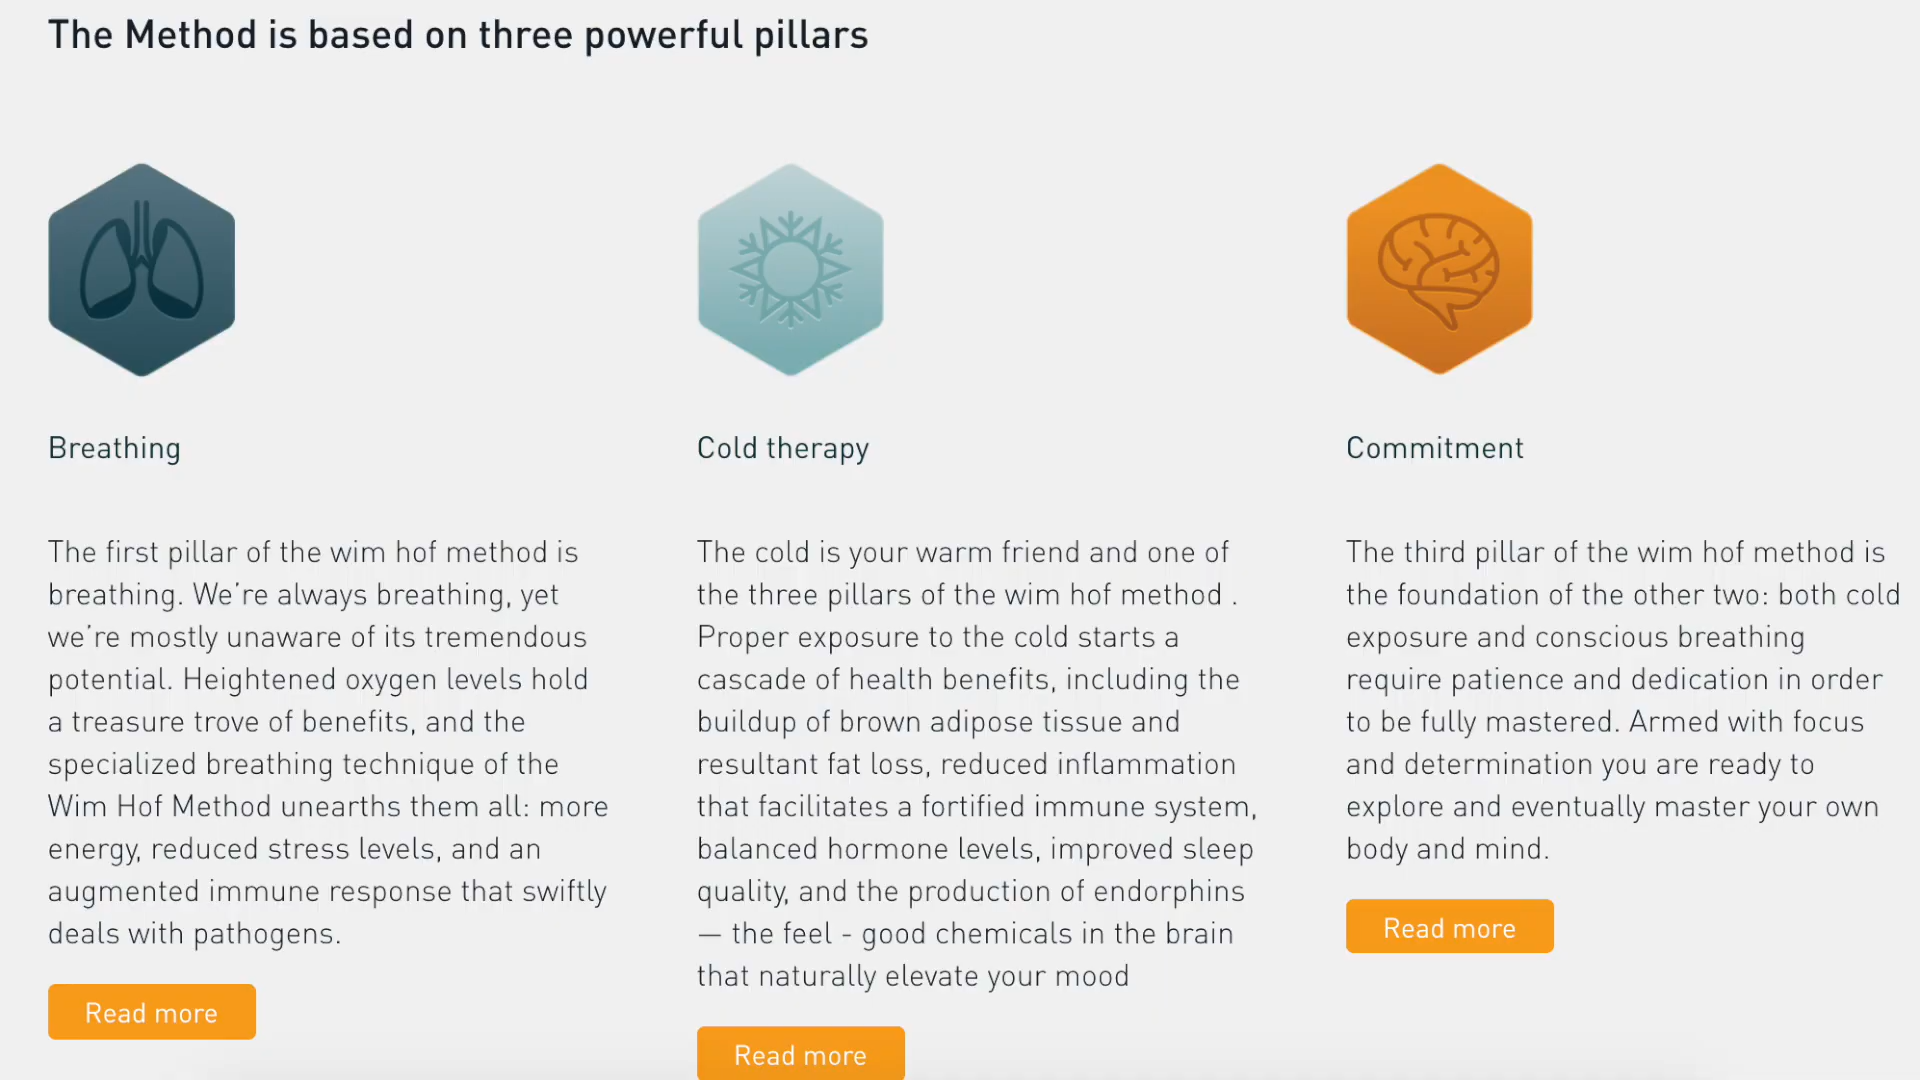 The Method is based on three powerful pillars
Breathing
The first pillar of the wim hof method is
breathing. We’re always breathing, yet
we’re mostly unaware of its tremendous
potential. Heightened oxygen levels hold
a treasure trove of benefits, and the
specialized breathing technique of the
Wim Hof Method unearths them all: more
energy, reduced stress levels, and an
augmented immune response that swiftly
deals with pathogens.
Read more
Cold therapy
The cold is your warm friend and one of
the three pillars of the wim hof method .
Proper exposure to the cold starts a
cascade of health benefits, including the
buildup of brown adipose tissue and
resultant fat loss, reduced inflammation
that facilitates a fortified immune system,
balanced hormone levels, improved sleep
quality, and the production of endorphins
— the feel - good chemicals in the brain
that naturally elevate your mood
Read more
Commitment
The third pillar of the wim hof method is
the foundation of the other two: both cold
exposure and conscious breathing
require patience and dedication in order
to be fully mastered. Armed with focus
and determination you are ready to
explore and eventually master your own
body and mind.
Read more